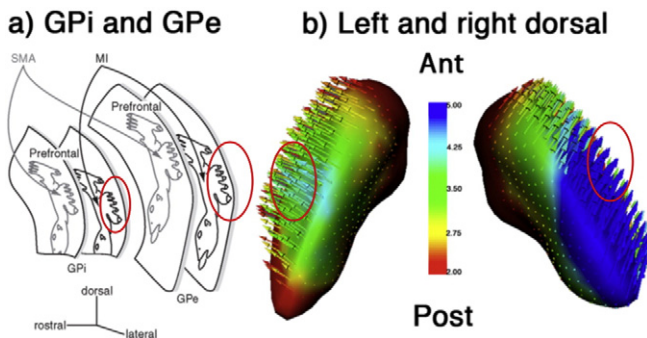 a) GPi and GPe
b) Left and right dorsal
SMA
MI
Prefrontal
Prefrontal
GPi
GPe
dorsal
rostral
lateral
Ant
5.00
4.25
3.50
2.75
2.00
Post